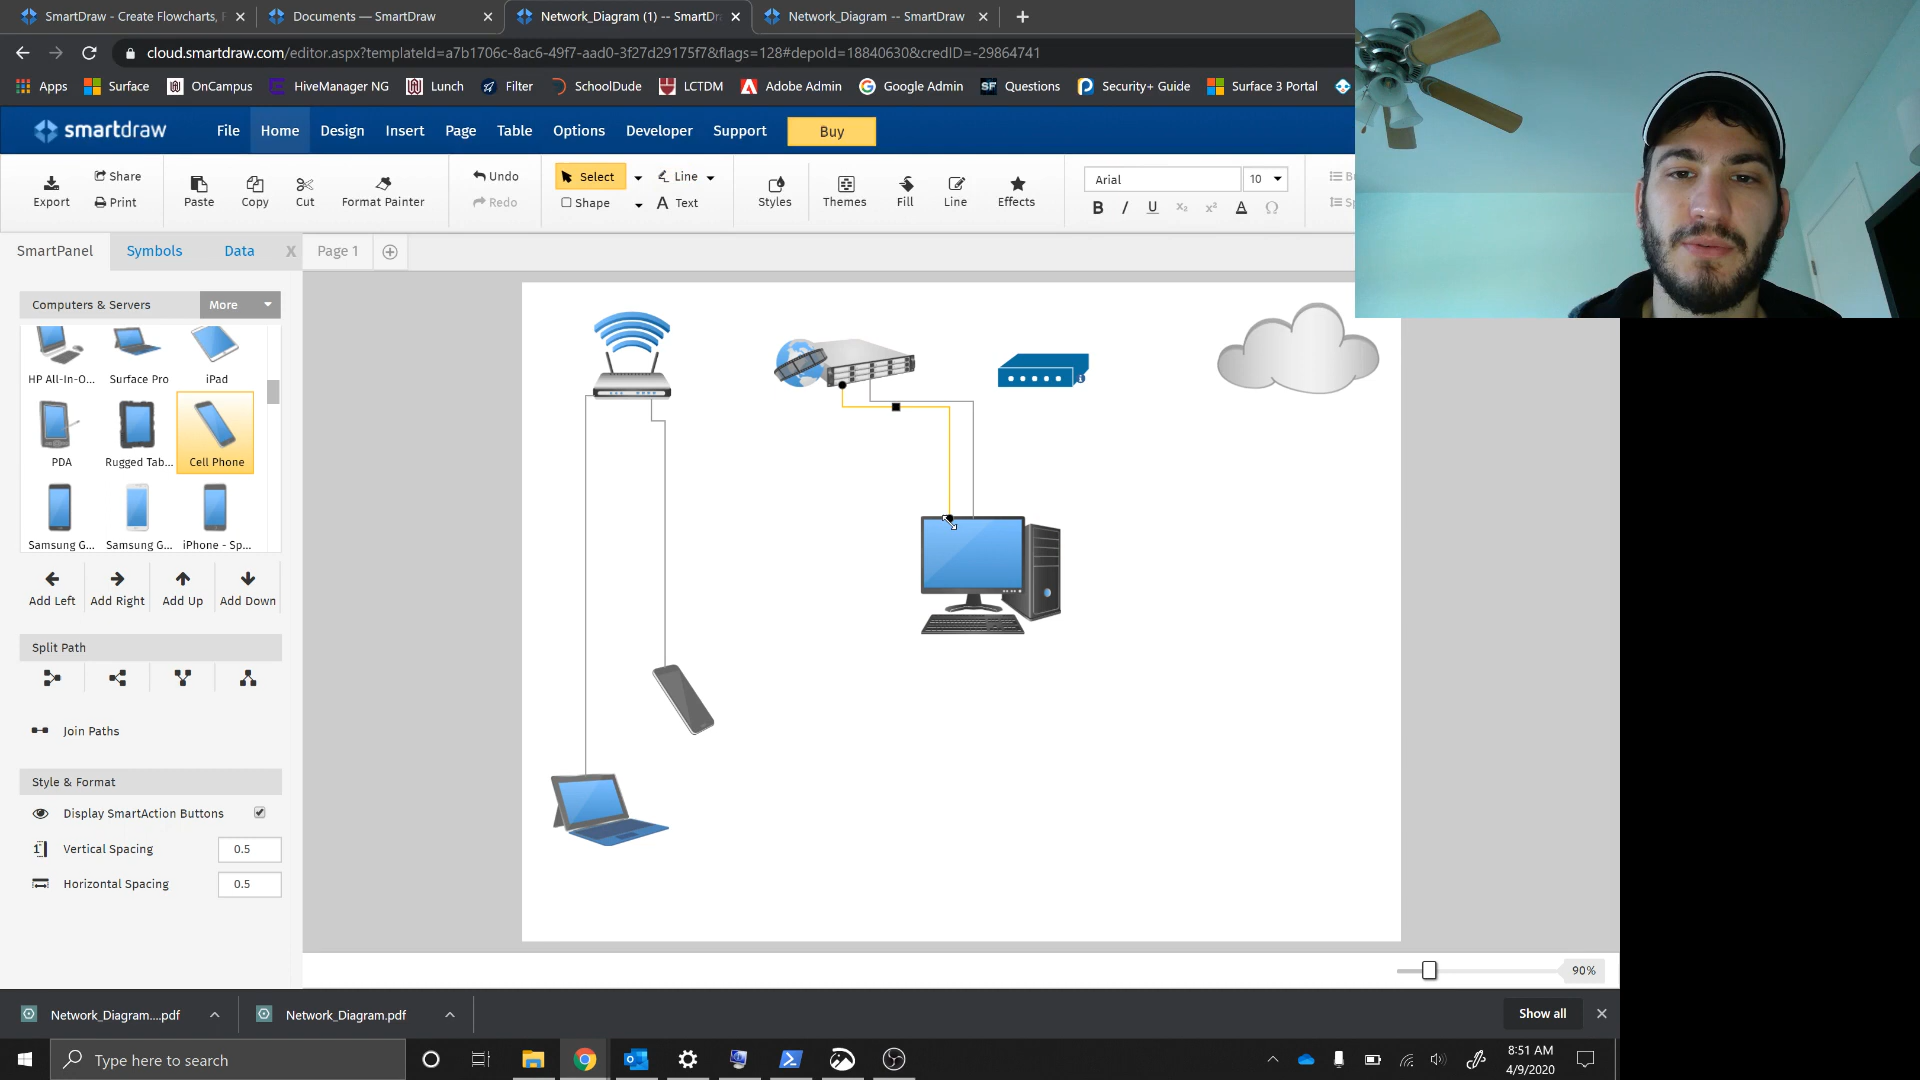 SmartDraw - Create Flowcharts, F
Documents — SmartDraw
Network_Diagram (1) -- SmartDr
Network_Diagram -- SmartDraw
cloud.smartdraw.com/editor.aspx?templateId=a7b1706c-8ac6-49f7-aad0-3f27d29175f7&flags=128#depoId=18840630&credID=-29864741
Apps Surface OnCampus HiveManager NG Lunch Filter SchoolDude LCTDM Adobe Admin Google Admin SF Questions Security+ Guide Surface 3 Portal
smartdraw File Home Design Insert Page Table Options Developer Support Buy
Export Share Print Paste Copy Cut Format Painter Undo Redo Select Shape Line Text Styles Themes Fill Line Effects Arial 10
B I U X₂ X² A Ω
SmartPanel Symbols Data X Page 1
Computers & Servers More
HP All-In-O... Surface Pro iPad
PDA Rugged Tab... Cell Phone
Samsung G... Samsung G... iPhone - Sp...
Add Left Add Right Add Up Add Down
Split Path
Join Paths
Style & Format
Display SmartAction Buttons
Vertical Spacing 0.5
Horizontal Spacing 0.5
90%
Network_Diagram....pdf Network_Diagram.pdf Show all
Type here to search
8:51 AM
4/9/2020